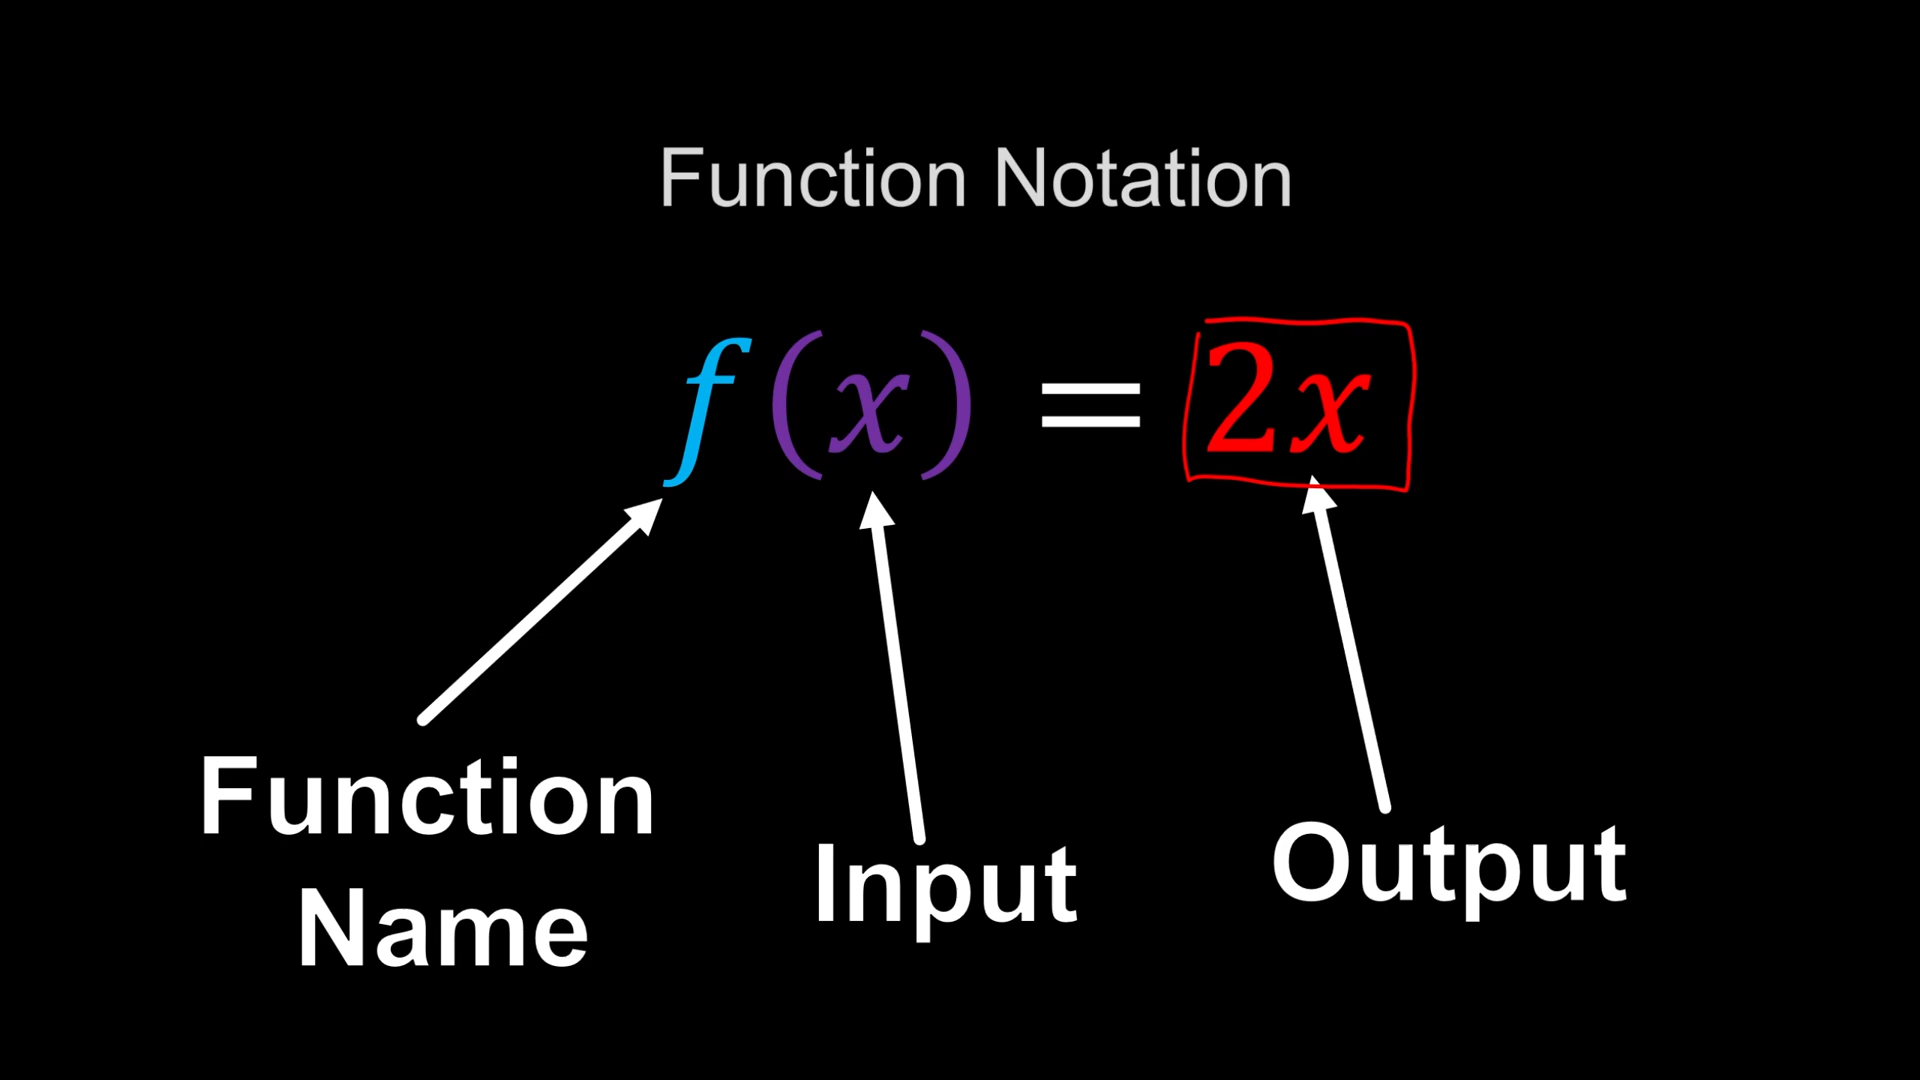 Function Notation
f(x) = 2x
Function
Name
Input
Output